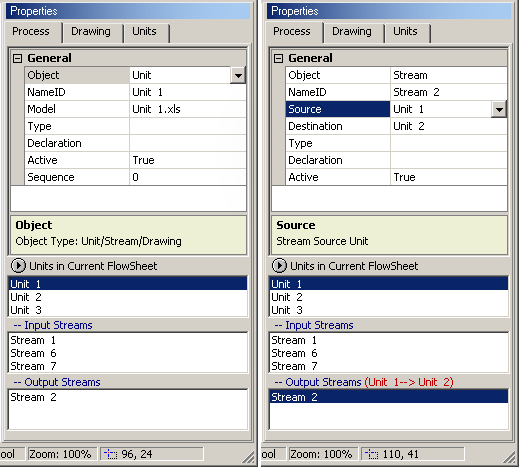 Properties
Process Drawing Units
General
Object Unit
NameID Unit 1
Model Unit 1.xls
Type
Declaration
Active True
Sequence 0
Object
Object Type: Unit/Stream/Drawing
Units in Current FlowSheet
Unit 1
Unit 2
Unit 3
-- Input Streams
Stream 1
Stream 6
Stream 7
-- Output Streams
Stream 2
ool Zoom: 100% 96, 24
Properties
Process Drawing Units
General
Object Stream
NameID Stream 2
Source Unit 1
Destination Unit 2
Type
Declaration
Active True
Source
Stream Source Unit
Units in Current FlowSheet
Unit 1
Unit 2
Unit 3
-- Input Streams
Stream 1
Stream 6
Stream 7
-- Output Streams (Unit 1--> Unit 2)
Stream 2
ool Zoom: 100% 110, 41